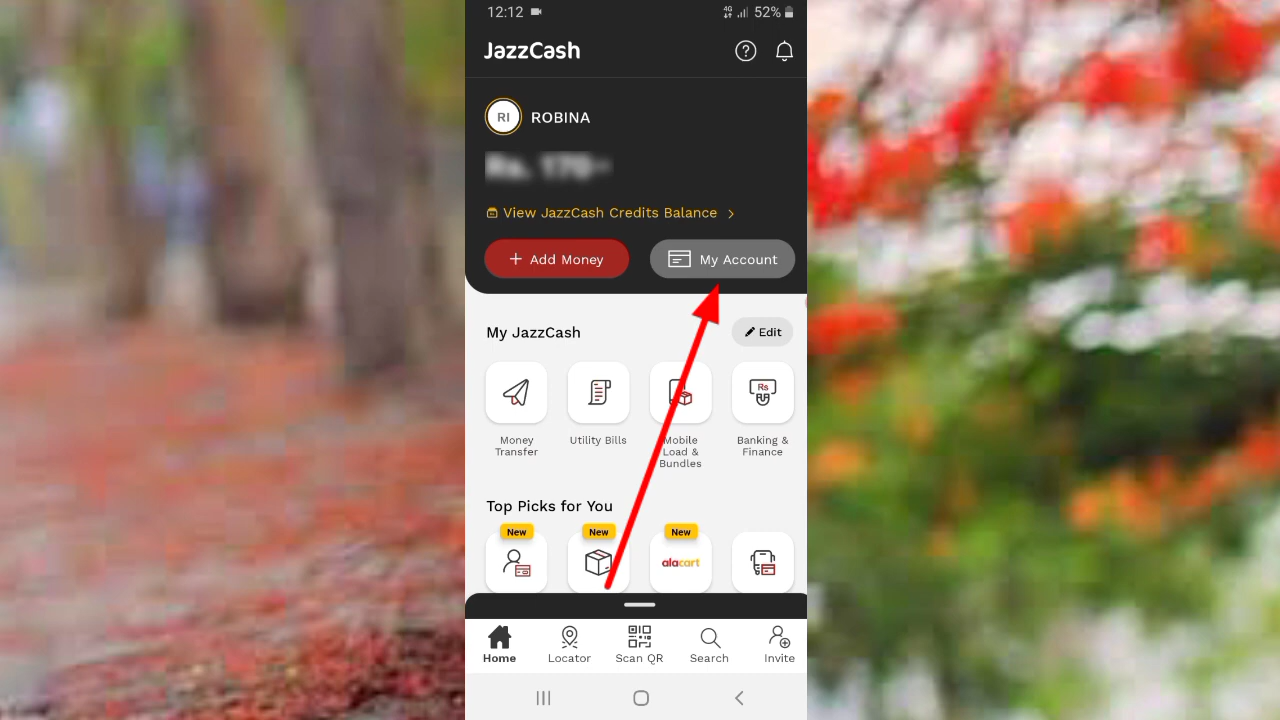 12:12 4G 52%
JazzCash
RI ROBINA
View JazzCash Credits Balance >
+ Add Money My Account
My JazzCash Edit
Rs
Money Transfer
Utility Bills
Mobile Load & Bundles
Banking & Finance
Top Picks for You
New New New
alacart
Home Locator Scan QR Search Invite